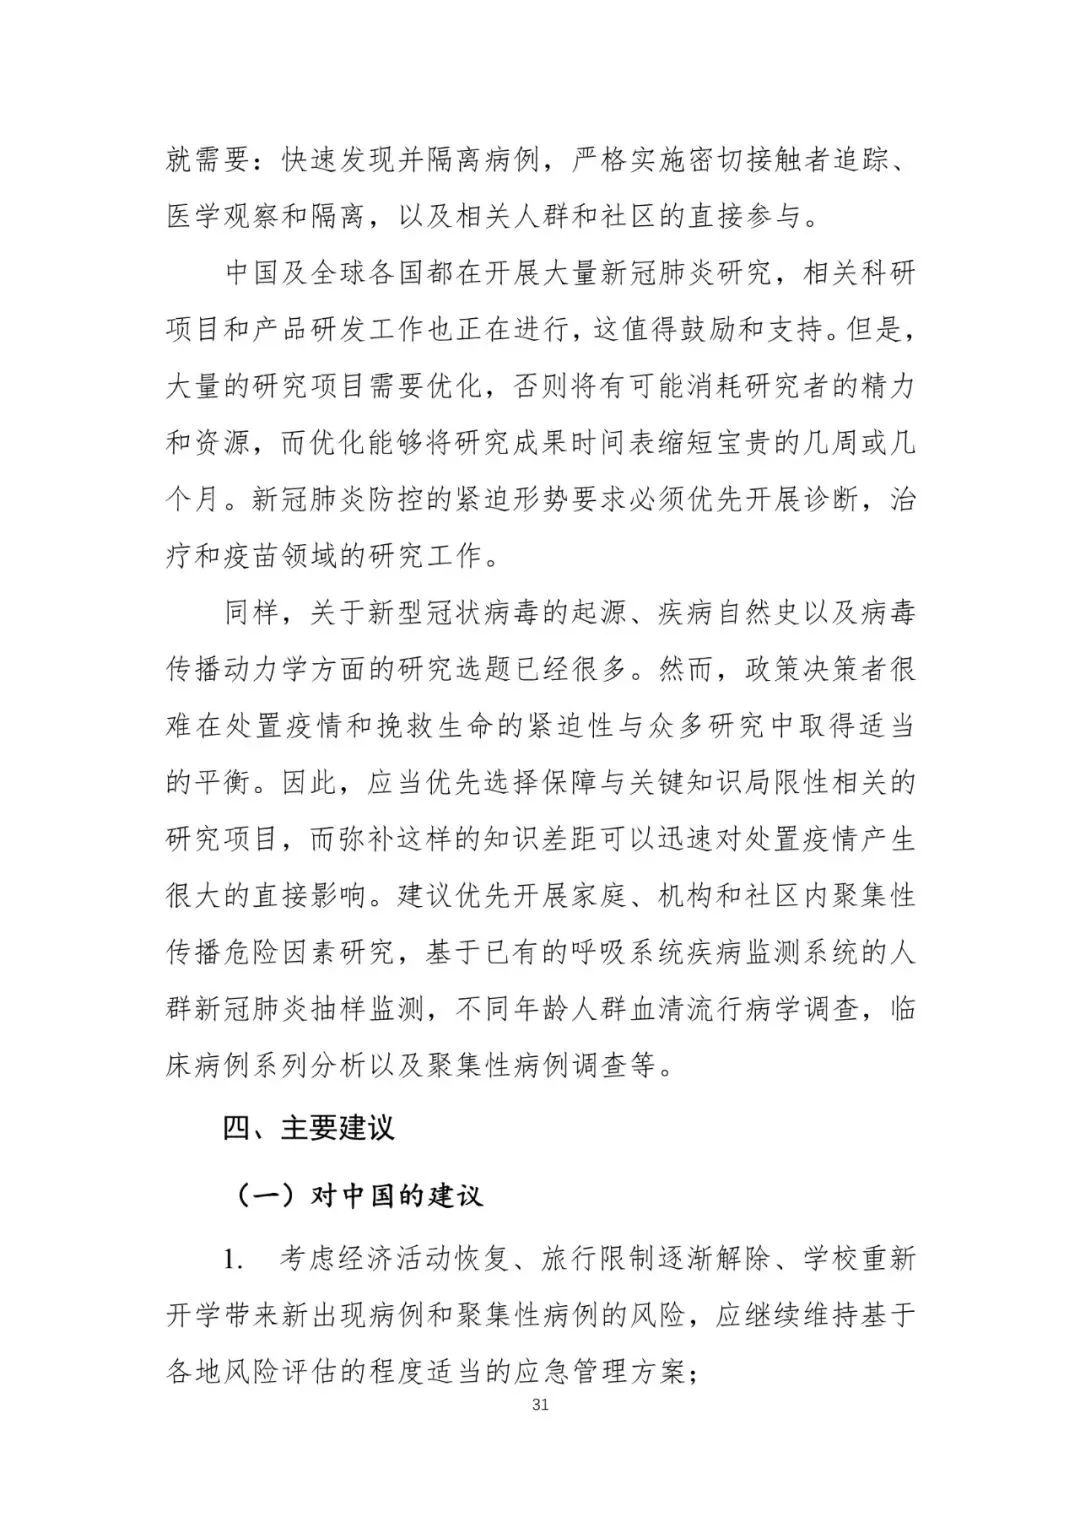 就需要：快速发现并隔离病例，严格实施密切接触者追踪、
医学观察和隔离，以及相关人群和社区的直接参与。
中国及全球各国都在开展大量新冠肺炎研究，相关科研
项目和产品研发工作也正在进行，这值得鼓励和支持。但是，
大量的研究项目需要优化，否则将有可能消耗研究者的精力
和资源，而优化能够将研究成果时间表缩短宝贵的几周或几
个月。新冠肺炎防控的紧迫形势要求必须优先开展诊断，治
疗和疫苗领域的研究工作。
同样，关于新型冠状病毒的起源、疾病自然史以及病毒
传播动力学方面的研究选题已经很多。然而，政策决策者很
难在处置疫情和挽救生命的紧迫性与众多研究中取得适当
的平衡。因此，应当优先选择保障与关键知识局限性相关的
研究项目，而弥补这样的知识差距可以迅速对处置疫情产生
很大的直接影响。建议优先开展家庭、机构和社区内聚集性
传播危险因素研究，基于已有的呼吸系统疾病监测系统的人
群新冠肺炎抽样监测，不同年龄人群血清流行病学调查，临
床病例系列分析以及聚集性病例调查等。
四、主要建议
（一）对中国的建议
1. 考虑经济活动恢复、旅行限制逐渐解除、学校重新
开学带来新出现病例和聚集性病例的风险，应继续维持基于
各地风险评估的程度适当的应急管理方案；
31